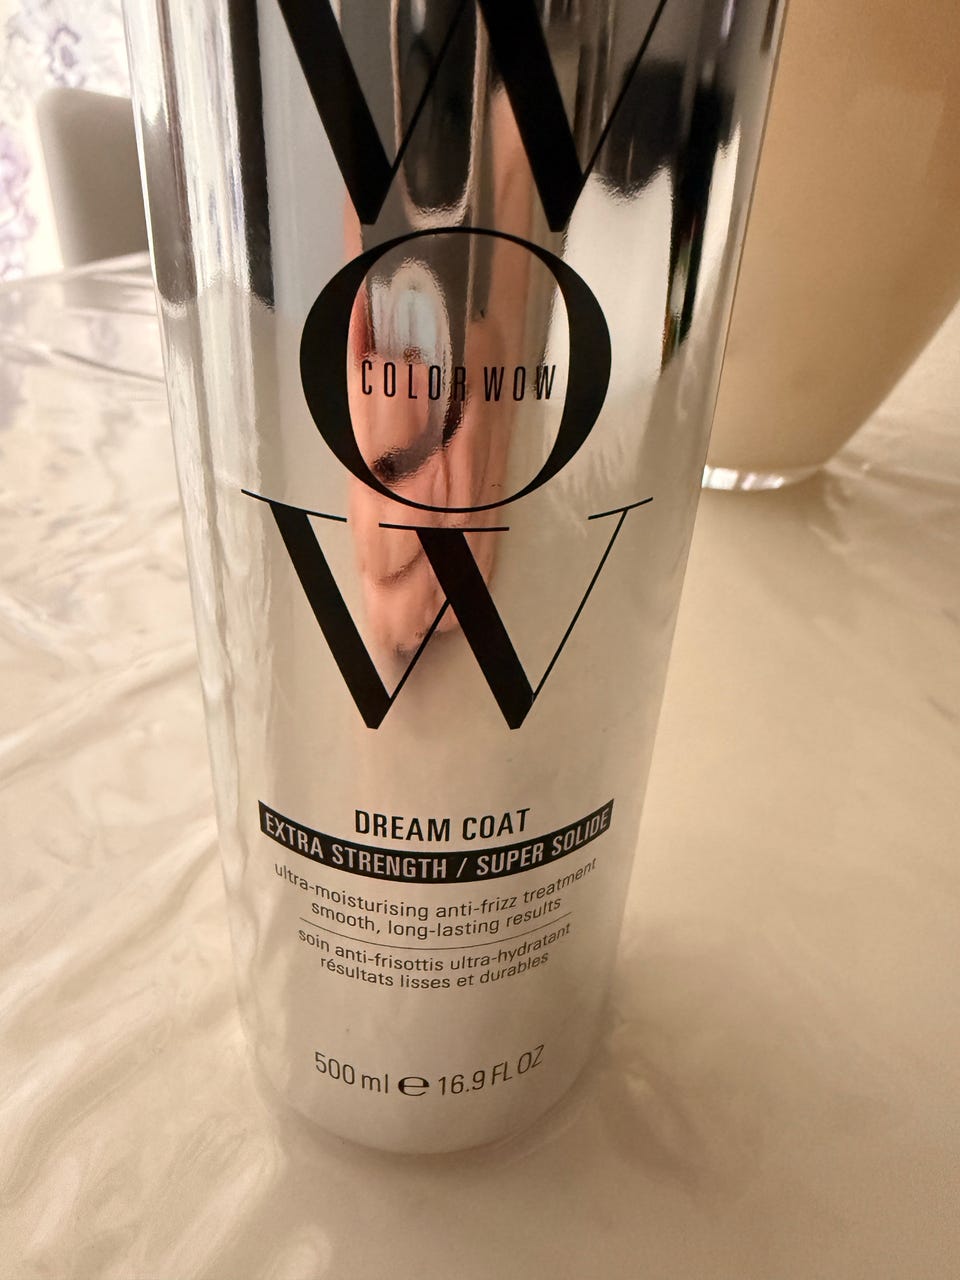 W
O
COLOR WOW
W
DREAM COAT
EXTRA STRENGTH / SUPER SOLIDE
ultra-moisturising anti-frizz treatment
smooth, long-lasting results
soin anti-frisottis ultra-hydratant
résultats lisses et durables
500 ml e 16.9 FL OZ